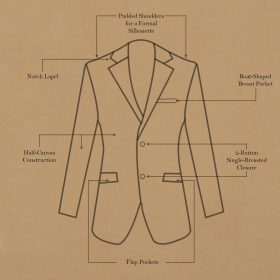 Padded Shoulders
for a Formal
Silhouette
Notch Lapel
Boat-Shaped
Breast Pocket
Half-Canvas
Construction
2-Button
Single-Breasted
Closure
Flap Pockets